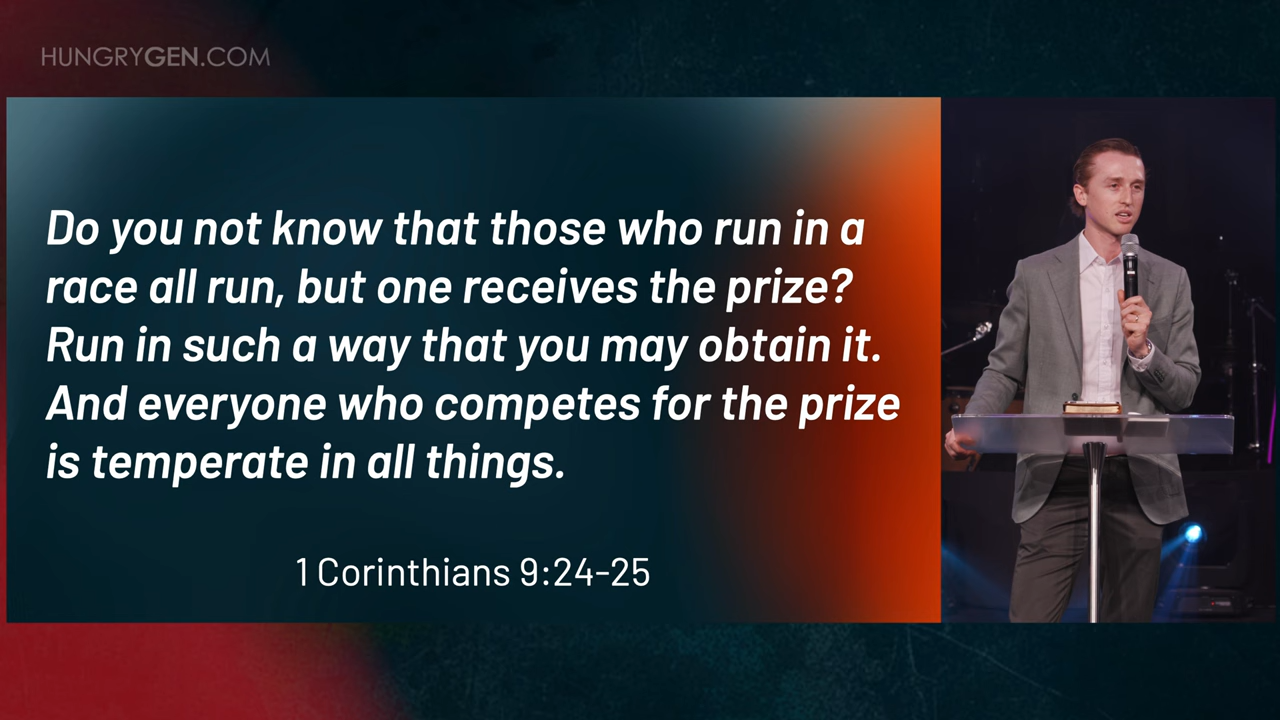 HUNGRYGEN.COM
Do you not know that those who run in a
race all run, but one receives the prize?
Run in such a way that you may obtain it.
And everyone who competes for the prize
is temperate in all things.
1 Corinthians 9:24-25